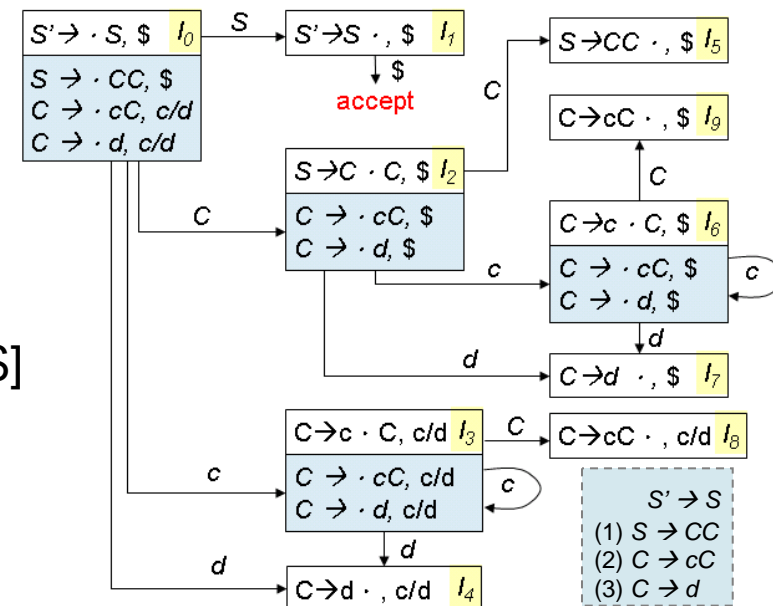 S'→ · S, $ I0
S → · CC, $
C → · cC, c/d
C → · d, c/d
S
S'→S · , $ I1
$
accept
C
S→CC · , $ I5
C→cC · , $ I9
C
C
S→C · C, $ I2
C → · cC, $
C → · d, $
c
C→c · C, $ I6
C → · cC, $
C → · d, $
c
d
d
C→d · , $ I7
S]
c
C→c · C, c/d I3
C → · cC, c/d
C → · d, c/d
c
C
C→cC · , c/d I8
d
d
C→d · , c/d I4
S' → S
(1) S → CC
(2) C → cC
(3) C → d